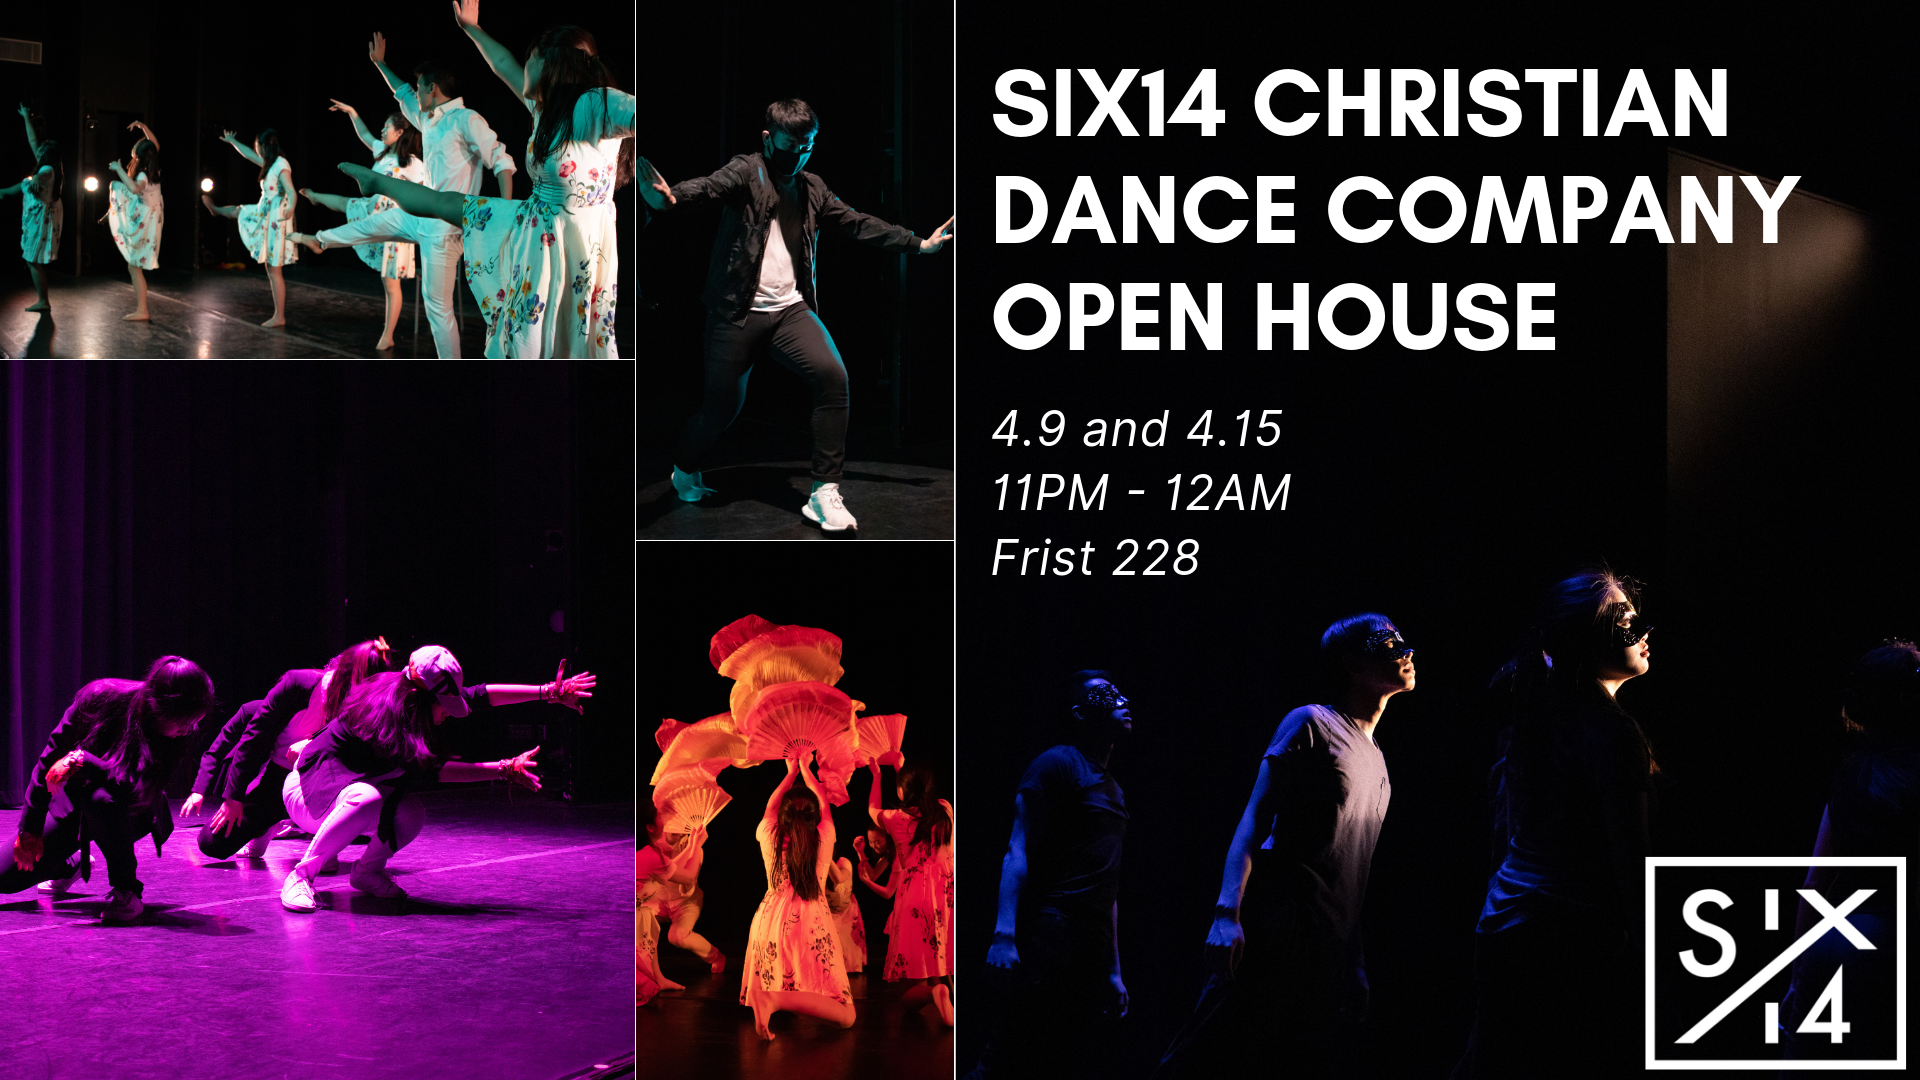 SIX14 CHRISTIAN
DANCE COMPANY
OPEN HOUSE
4.9 and 4.15
11PM - 12AM
Frist 228
SIX
14